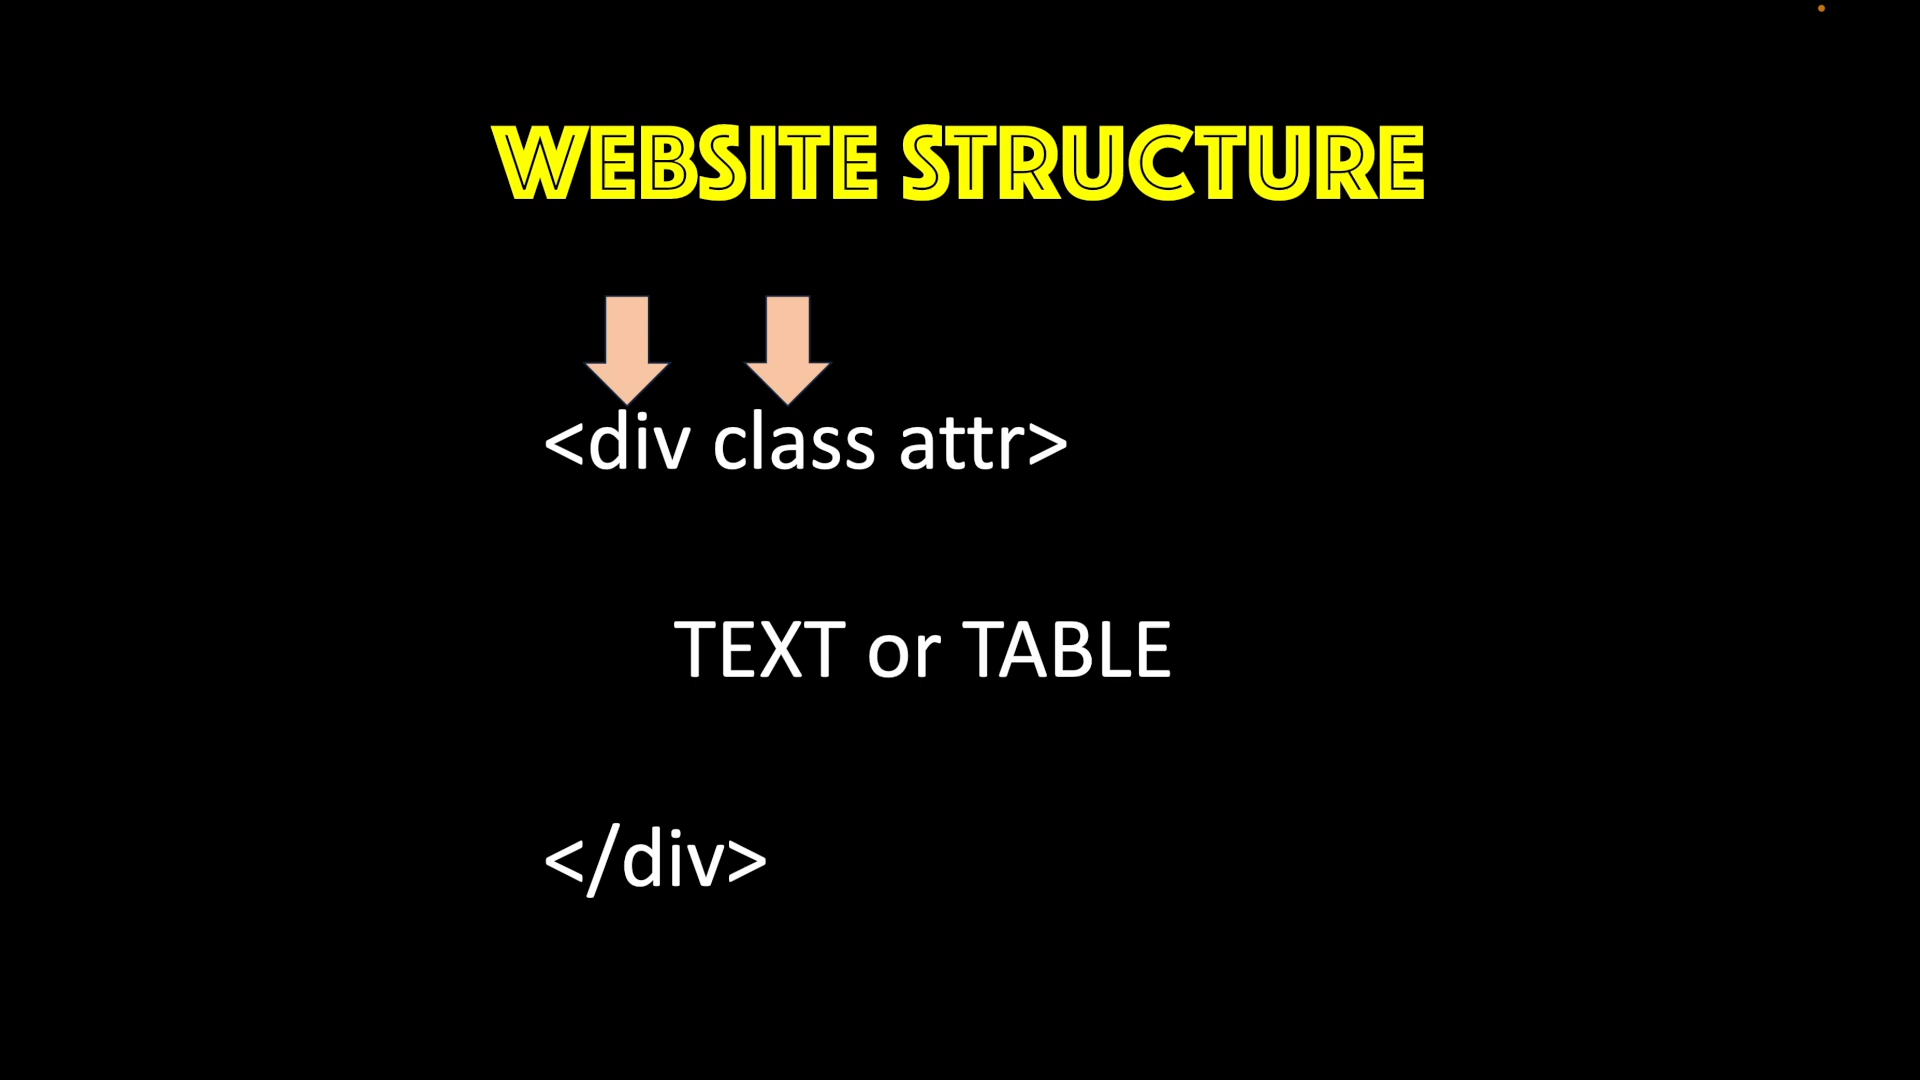 WEBSITE STRUCTURE
<div class attr>
TEXT or TABLE
</div>